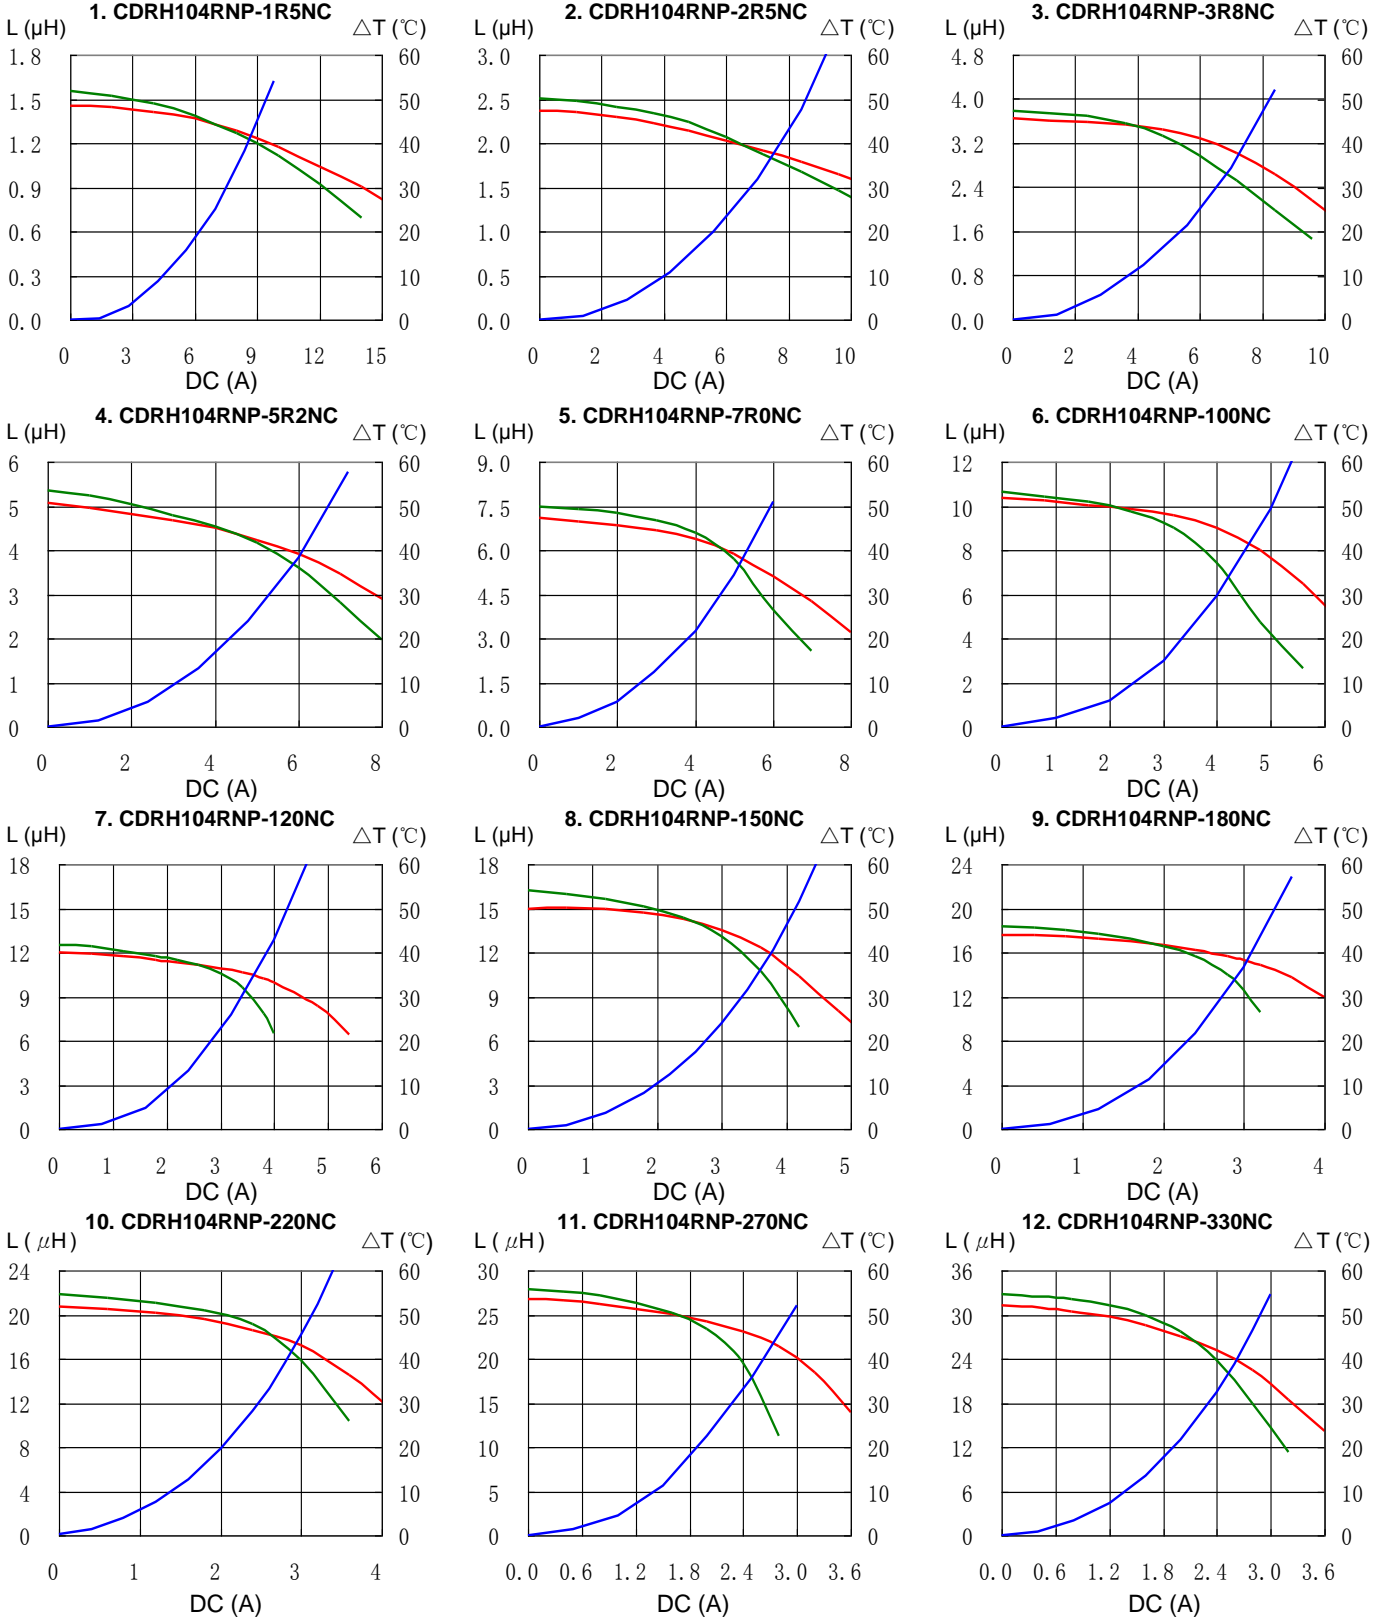 1. CDRH104RNP-1R5NC
L (µH) △T (℃)
1.8 60
1.5 50
1.2 40
0.9 30
0.6 20
0.3 10
0.0 0
0 3 6 9 12 15
DC (A)
2. CDRH104RNP-2R5NC
L (µH) △T (℃)
3.0 60
2.5 50
2.0 40
1.5 30
1.0 20
0.5 10
0.0 0
0 2 4 6 8 10
DC (A)
3. CDRH104RNP-3R8NC
L (µH) △T (℃)
4.8 60
4.0 50
3.2 40
2.4 30
1.6 20
0.8 10
0.0 0
0 2 4 6 8 10
DC (A)
4. CDRH104RNP-5R2NC
L (µH) △T (℃)
6 60
5 50
4 40
3 30
2 20
1 10
0 0
0 2 4 6 8
DC (A)
5. CDRH104RNP-7R0NC
L (µH) △T (℃)
9.0 60
7.5 50
6.0 40
4.5 30
3.0 20
1.5 10
0.0 0
0 2 4 6 8
DC (A)
6. CDRH104RNP-100NC
L (µH) △T (℃)
12 60
10 50
8 40
6 30
4 20
2 10
0 0
0 1 2 3 4 5 6
DC (A)
7. CDRH104RNP-120NC
L (µH) △T (℃)
18 60
15 50
12 40
9 30
6 20
3 10
0 0
0 1 2 3 4 5 6
DC (A)
8. CDRH104RNP-150NC
L (µH) △T (℃)
18 60
15 50
12 40
9 30
6 20
3 10
0 0
0 1 2 3 4 5
DC (A)
9. CDRH104RNP-180NC
L (µH) △T (℃)
24 60
20 50
16 40
12 30
8 20
4 10
0 0
0 1 2 3 4
DC (A)
10. CDRH104RNP-220NC
L ( µH) △T (℃)
24 60
20 50
16 40
12 30
8 20
4 10
0 0
0 1 2 3 4
DC (A)
11. CDRH104RNP-270NC
L ( µH) △T (℃)
30 60
25 50
20 40
15 30
10 20
5 10
0 0
0.0 0.6 1.2 1.8 2.4 3.0 3.6
DC (A)
12. CDRH104RNP-330NC
L ( µH) △T (℃)
36 60
30 50
24 40
18 30
12 20
6 10
0 0
0.0 0.6 1.2 1.8 2.4 3.0 3.6
DC (A)